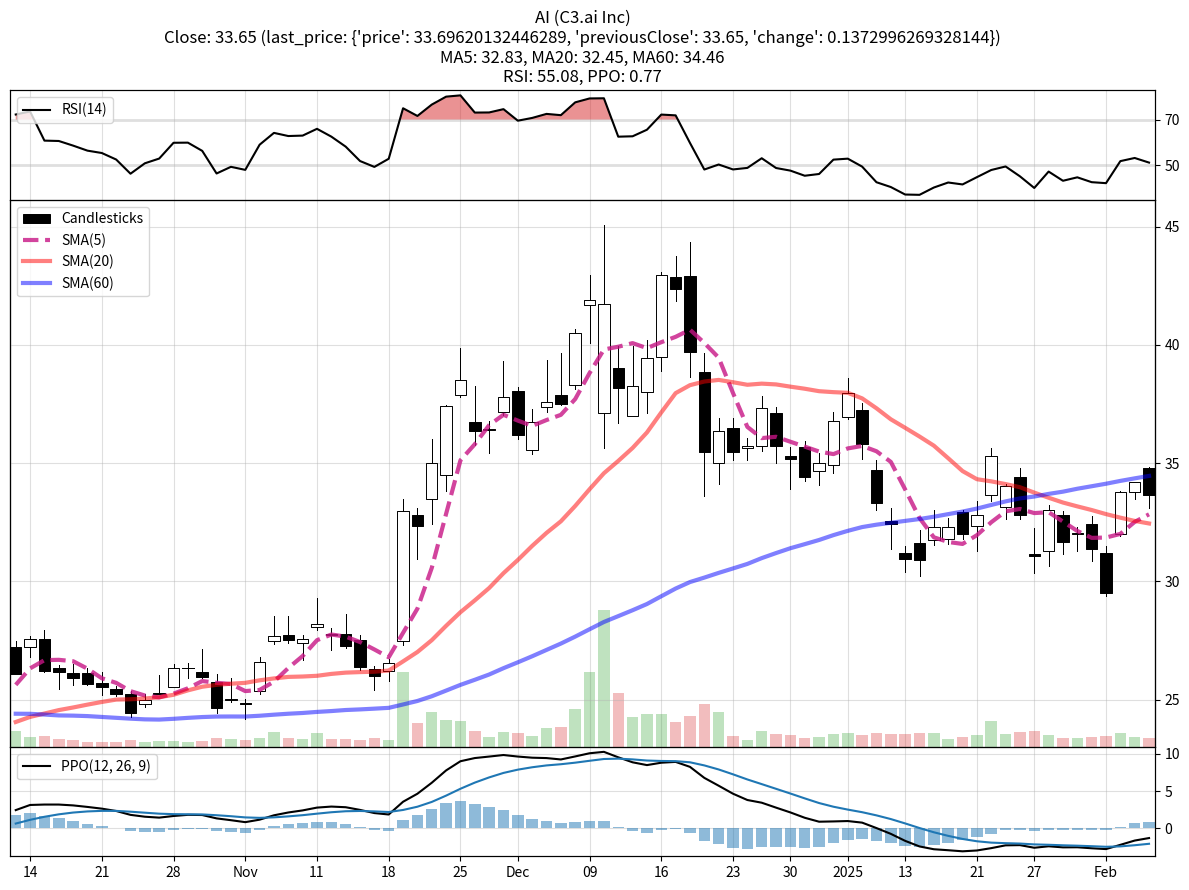 AI (C3.ai Inc)
Close: 33.65 (last_price: {'price': 33.69620132446289, 'previousClose': 33.65, 'change': 0.1372996269328144})
MA5: 32.83, MA20: 32.45, MA60: 34.46
RSI: 55.08, PPO: 0.77
RSI(14)
70
50
Candlesticks
SMA(5)
SMA(20)
SMA(60)
45
40
35
30
25
PPO(12, 26, 9)
10
5
0
14 21 28 Nov 11 18 25 Dec 09 16 23 30 2025 13 21 27 Feb